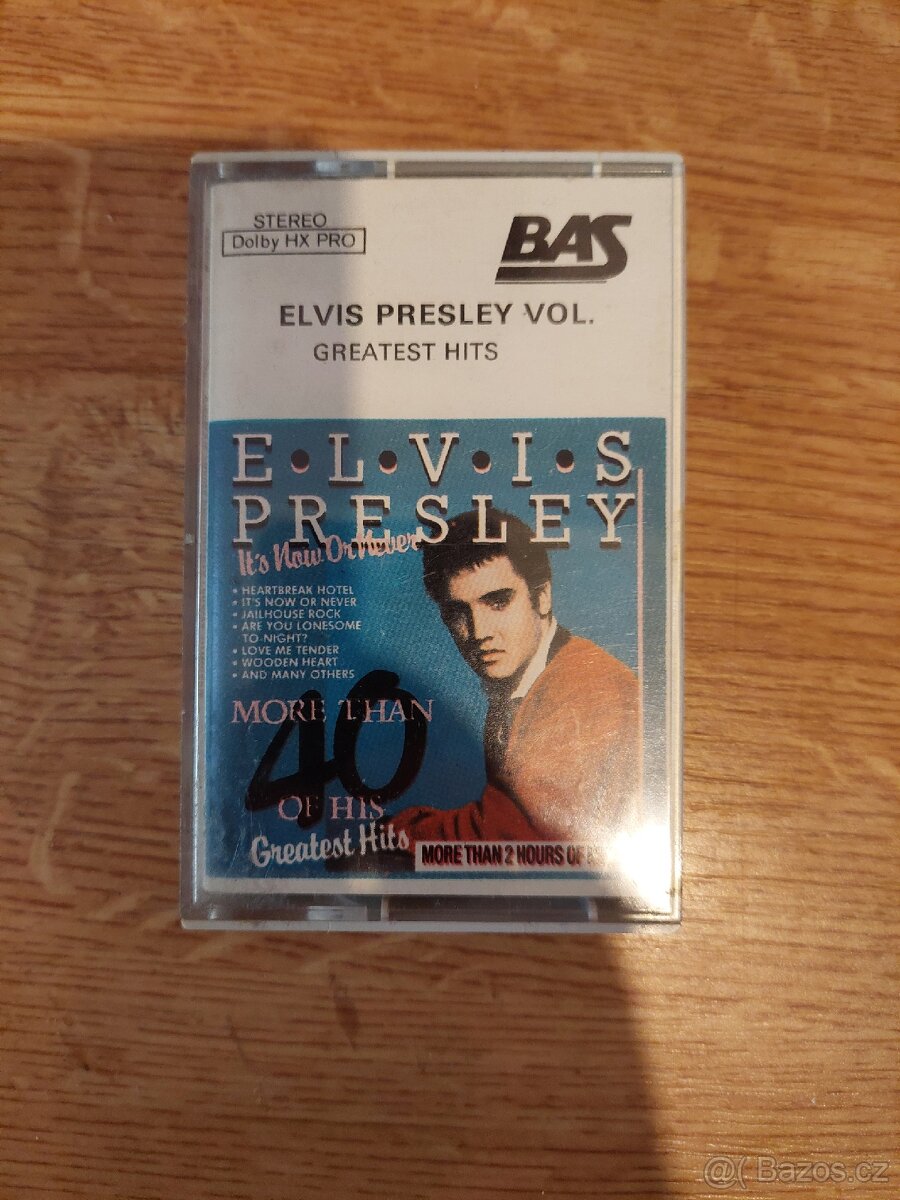 STEREO
Dolby HX PRO
BAS
ELVIS PRESLEY VOL.
GREATEST HITS
E•L•V•I•S
PRESLEY
It's Now Or Never
• HEARTBREAK HOTEL
• IT'S NOW OR NEVER
• JAILHOUSE ROCK
• ARE YOU LONESOME
TO-NIGHT?
• LOVE ME TENDER
• WOODEN HEART
• AND MANY OTHERS
MORE THAN
40
OF HIS
Greatest Hits
MORE THAN 2 HOURS OF
@( Bazos.cz